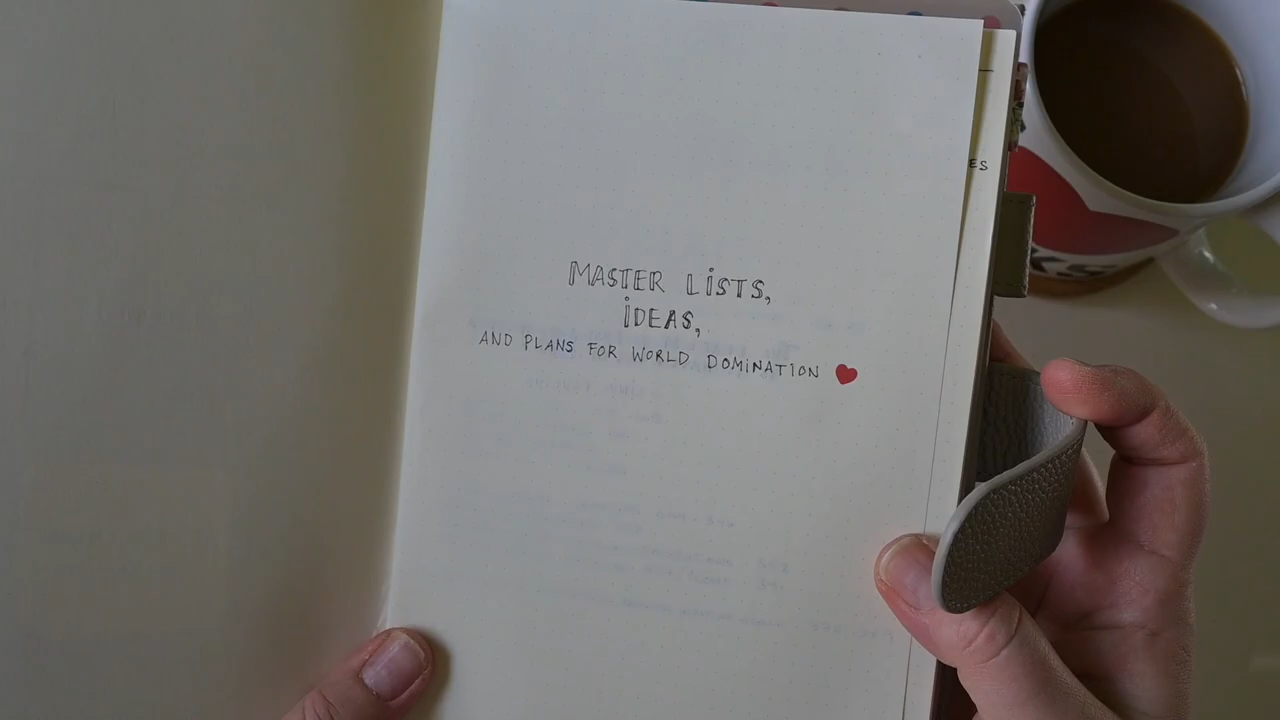 MASTER LISTS,
IDEAS,
AND PLANS FOR WORLD DOMINATION